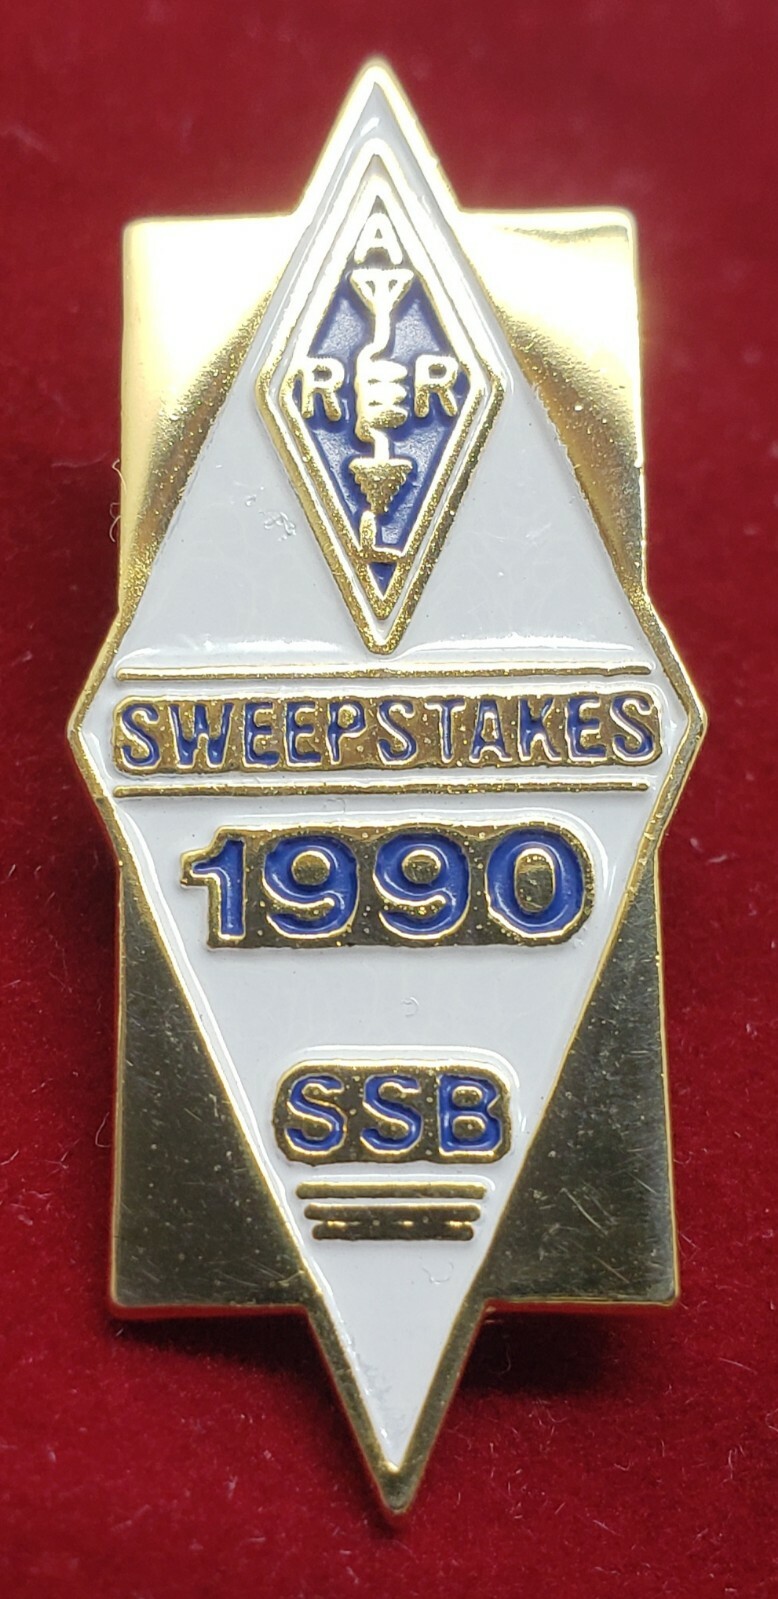 A
R R
L
SWEEPSTAKES
1990
SSB